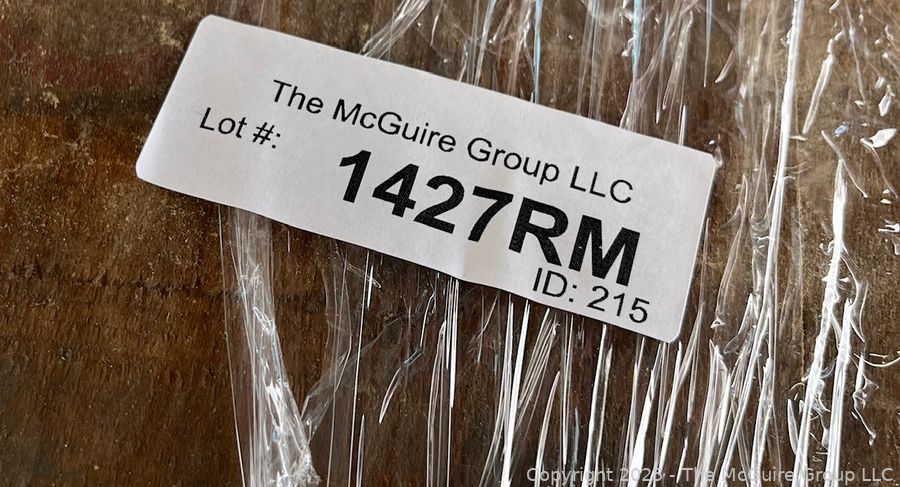 The McGuire Group LLC
Lot #:
1427RM
ID: 215
Copyright 2023 - The McGuire Group LLC